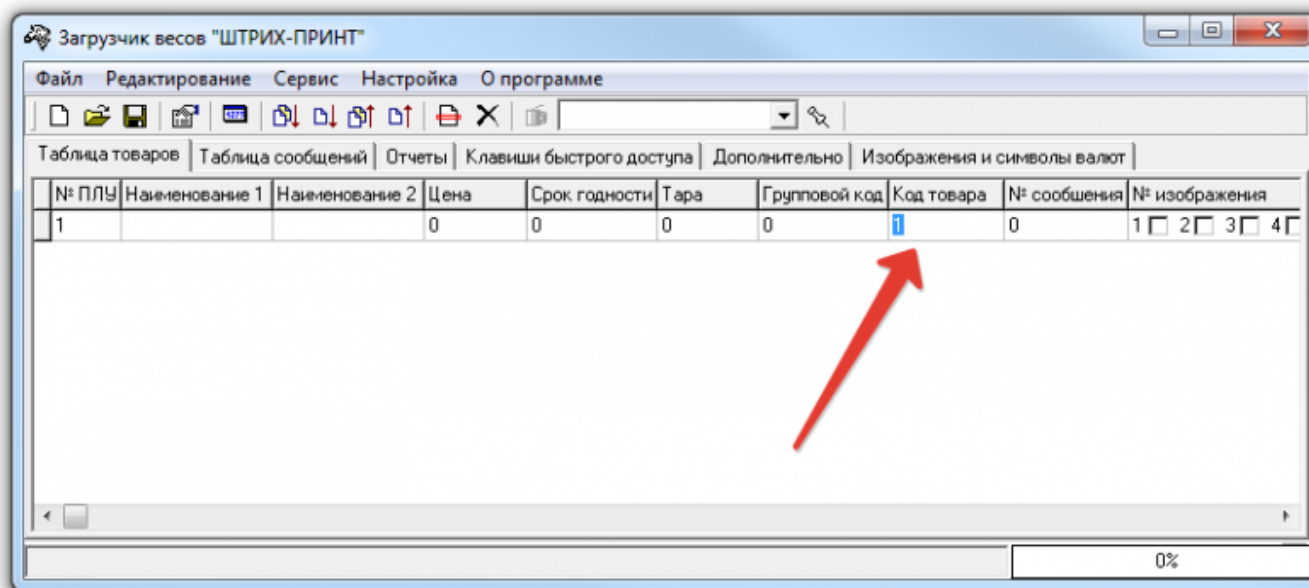 Загрузчик весов "ШТРИХ-ПРИНТ"
Файл Редактирование Сервис Настройка О программе
Таблица товаров Таблица сообщений Отчеты Клавиши быстрого доступа Дополнительно Изображения и символы валют
№ ПЛУ Наименование 1 Наименование 2 Цена Срок годности Тара Групповой код Код товара № сообшения № изображения
1 0 0 0 0 1 0 1 2 3 4
0%